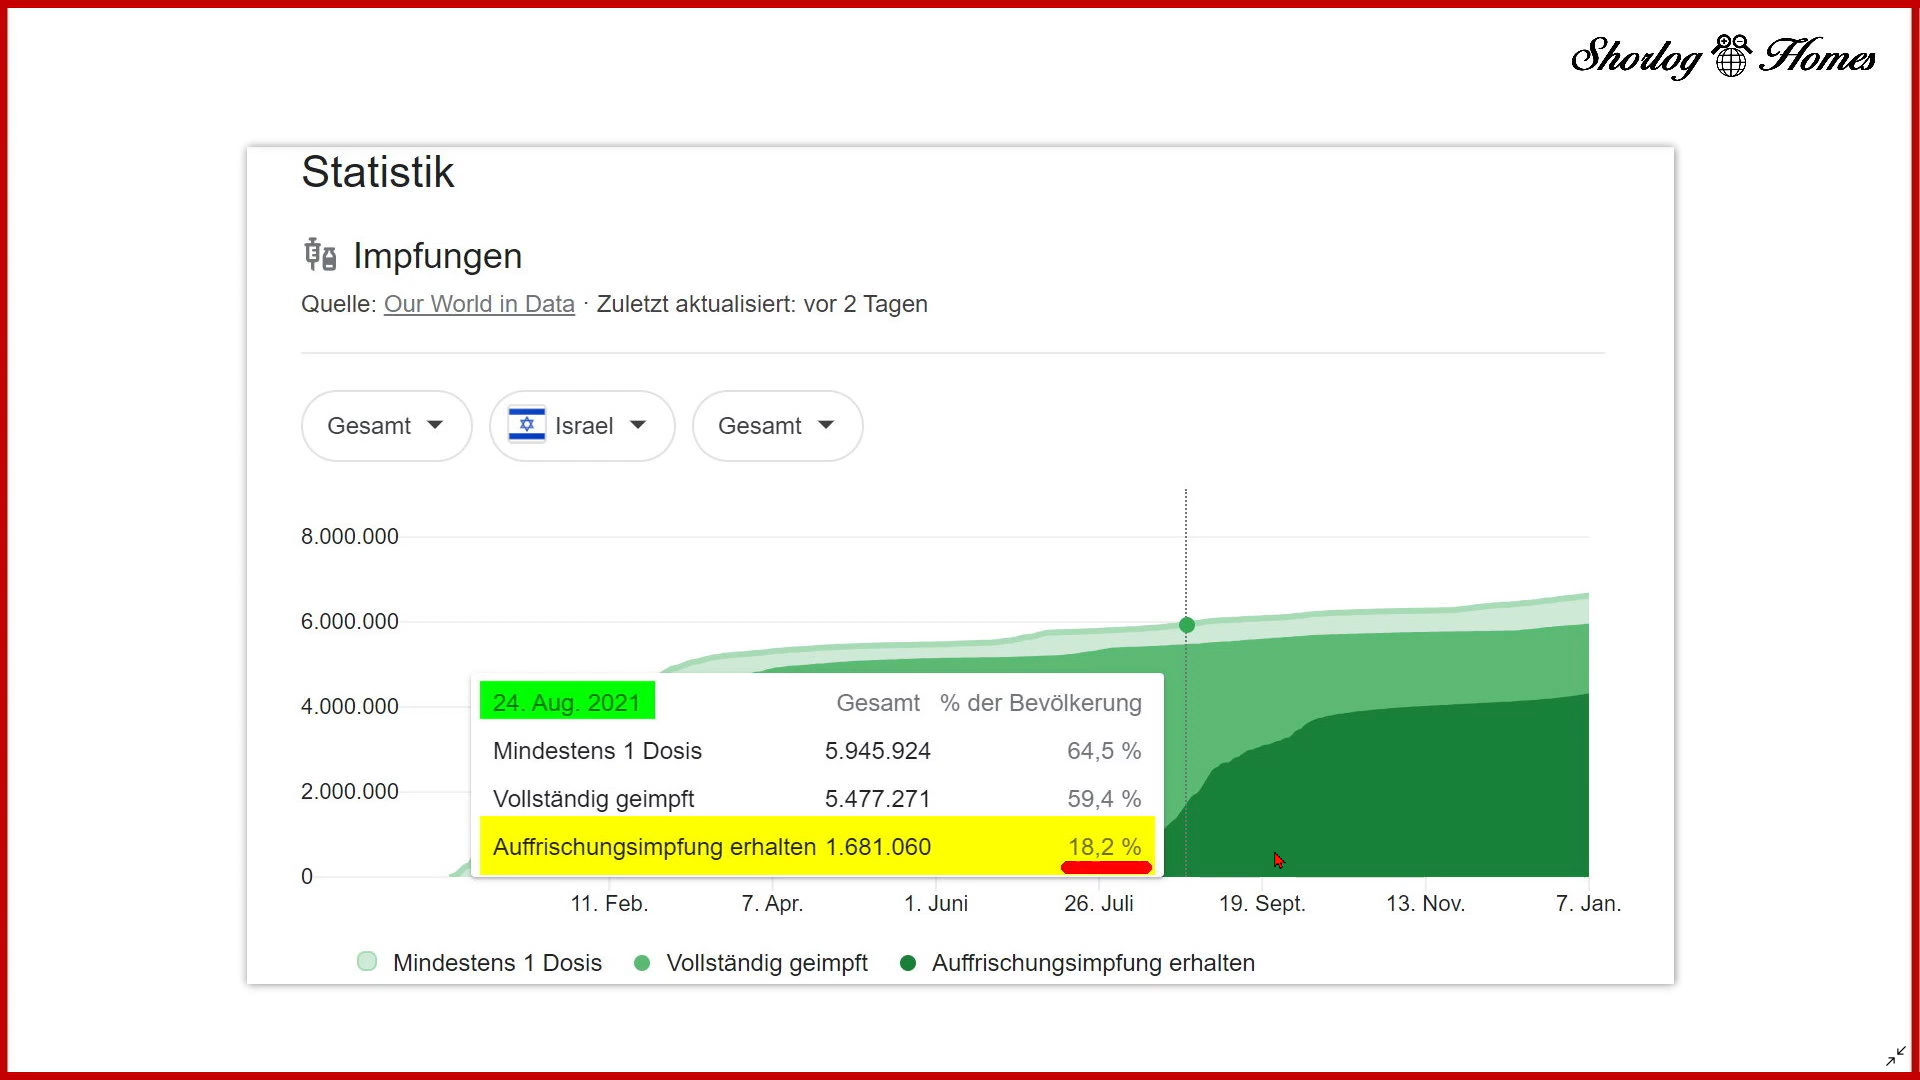 Shorlog Homes
Statistik
Impfungen
Quelle: Our World in Data · Zuletzt aktualisiert: vor 2 Tagen
Gesamt Israel Gesamt
8.000.000
6.000.000
4.000.000
2.000.000
0
24. Aug. 2021 Gesamt % der Bevölkerung
Mindestens 1 Dosis 5.945.924 64,5 %
Vollständig geimpft 5.477.271 59,4 %
Auffrischungsimpfung erhalten 1.681.060 18,2 %
11. Feb. 7. Apr. 1. Juni 26. Juli 19. Sept. 13. Nov. 7. Jan.
Mindestens 1 Dosis Vollständig geimpft Auffrischungsimpfung erhalten